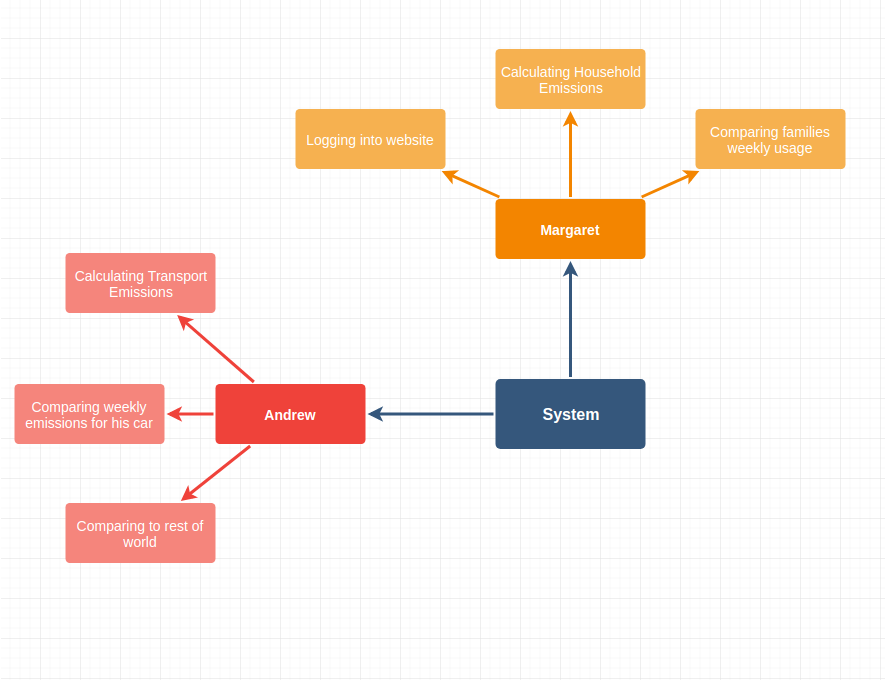 Calculating Household
Emissions
Logging into website
Comparing families
weekly usage
Margaret
Calculating Transport
Emissions
Comparing weekly
emissions for his car
Andrew
System
Comparing to rest of
world